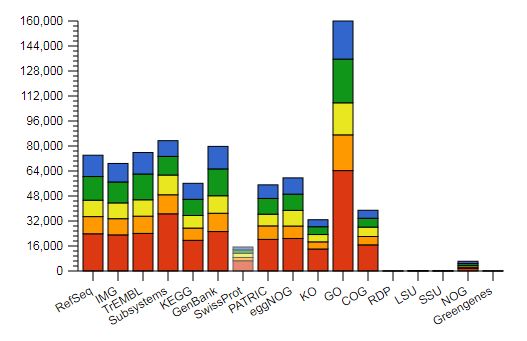 160,000
144,000
128,000
112,000
96,000
80,000
64,000
48,000
32,000
16,000
0
RefSeq
IMG
TrEMBL
Subsystems
KEGG
GenBank
SwissProt
PATRIC
eggNOG
KO
GO
COG
RDP
LSU
SSU
NOG
Greengenes